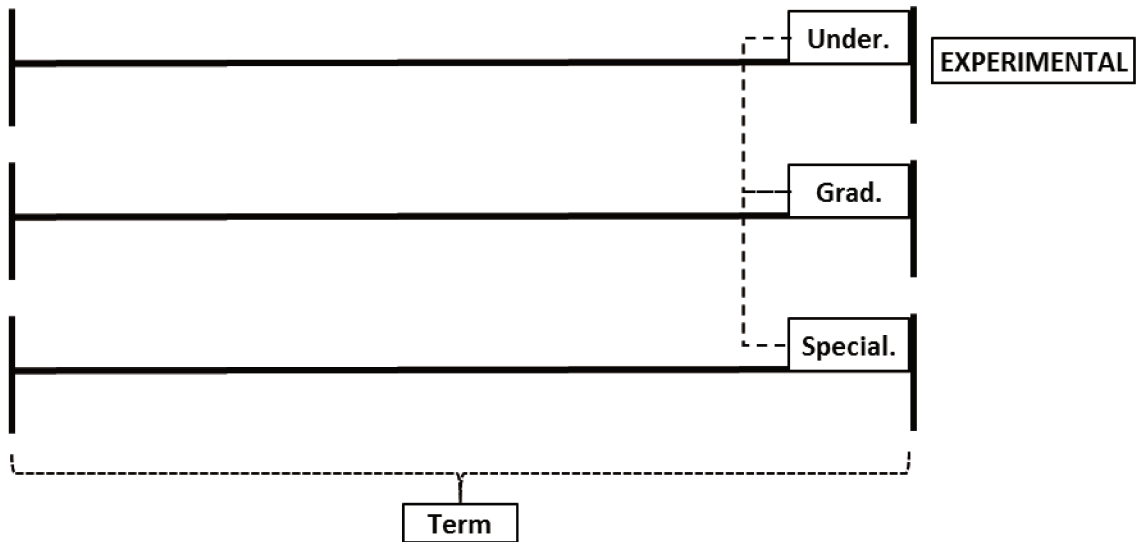 Under.
EXPERIMENTAL
Grad.
Special.
Term